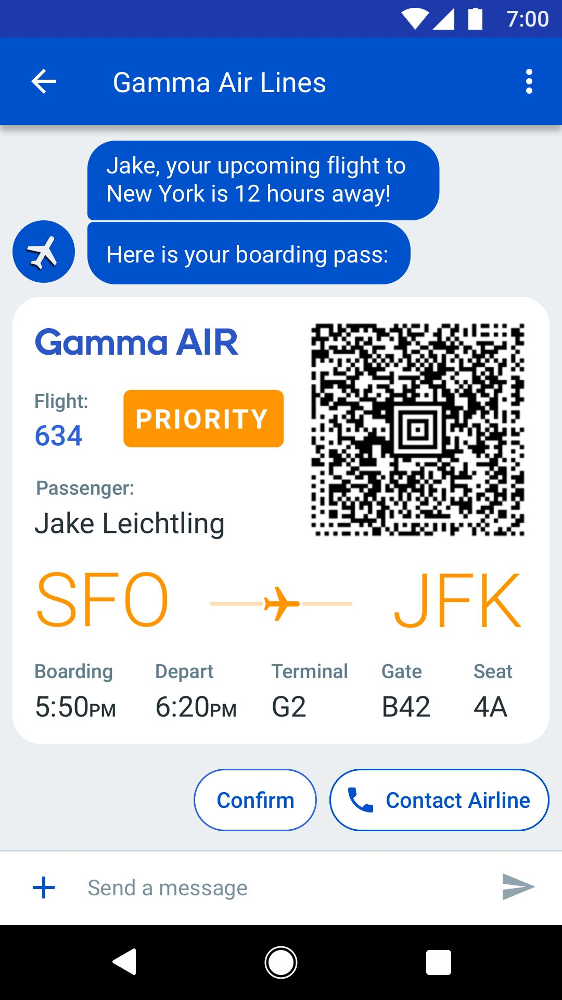 7:00
Gamma Air Lines
Jake, your upcoming flight to
New York is 12 hours away!
Here is your boarding pass:
Gamma AIR
Flight:
634
PRIORITY
Passenger:
Jake Leichtling
SFO JFK
Boarding Depart Terminal Gate Seat
5:50PM 6:20PM G2 B42 4A
Confirm Contact Airline
Send a message